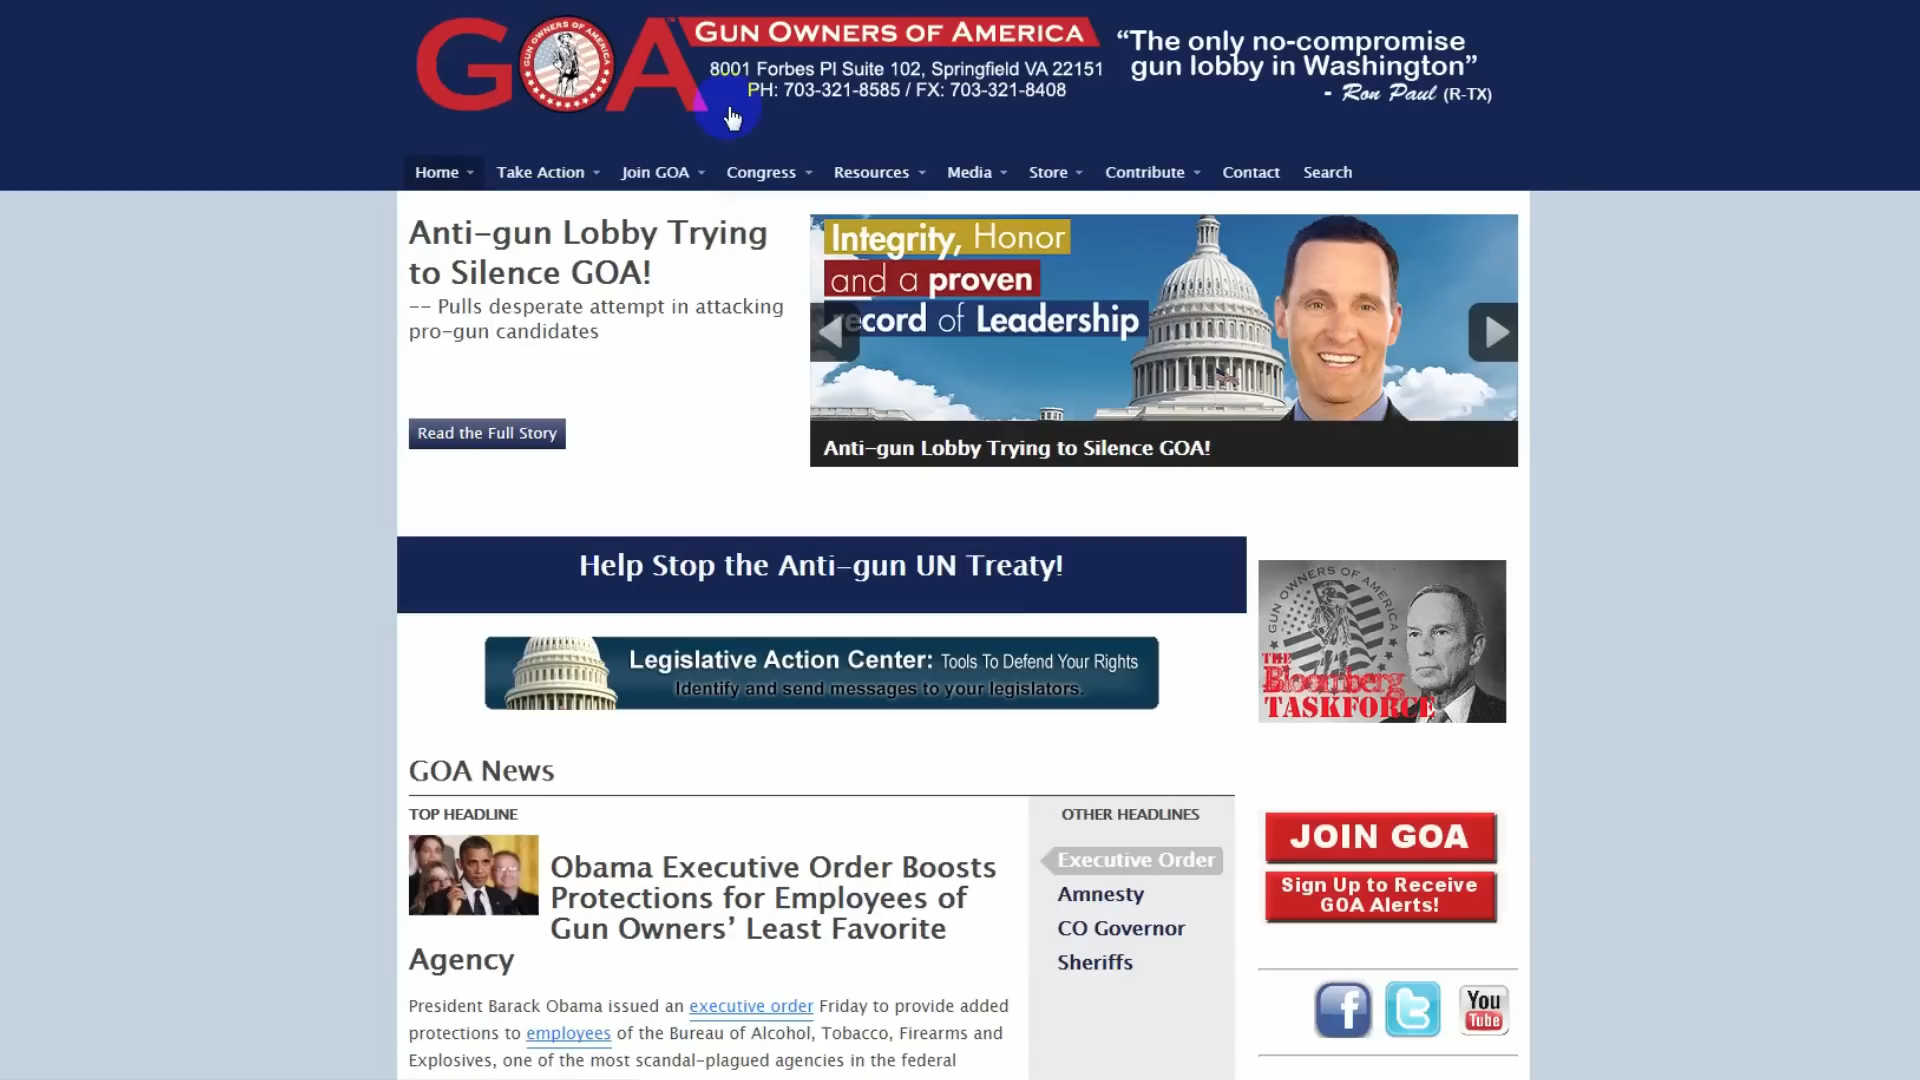 GOA
GUN OWNERS OF AMERICA
GUN OWNERS OF AMERICA
8001 Forbes Pl Suite 102, Springfield VA 22151
PH: 703-321-8585 / FX: 703-321-8408
“The only no-compromise
gun lobby in Washington”
- Ron Paul (R-TX)
Home Take Action Join GOA Congress Resources Media Store Contribute Contact Search
Anti-gun Lobby Trying
to Silence GOA!
-- Pulls desperate attempt in attacking
pro-gun candidates
Read the Full Story
Integrity, Honor
and a proven
record of Leadership
Anti-gun Lobby Trying to Silence GOA!
Help Stop the Anti-gun UN Treaty!
Legislative Action Center: Tools To Defend Your Rights
Identify and send messages to your legislators.
GUN OWNERS OF AMERICA
THE
Bloomberg
TASKFORCE
GOA News
TOP HEADLINE
Obama Executive Order Boosts
Protections for Employees of
Gun Owners’ Least Favorite
Agency
President Barack Obama issued an executive order Friday to provide added
protections to employees of the Bureau of Alcohol, Tobacco, Firearms and
Explosives, one of the most scandal-plagued agencies in the federal
OTHER HEADLINES
Executive Order
Amnesty
CO Governor
Sheriffs
JOIN GOA
Sign Up to Receive
GOA Alerts!
f
t
You
Tube